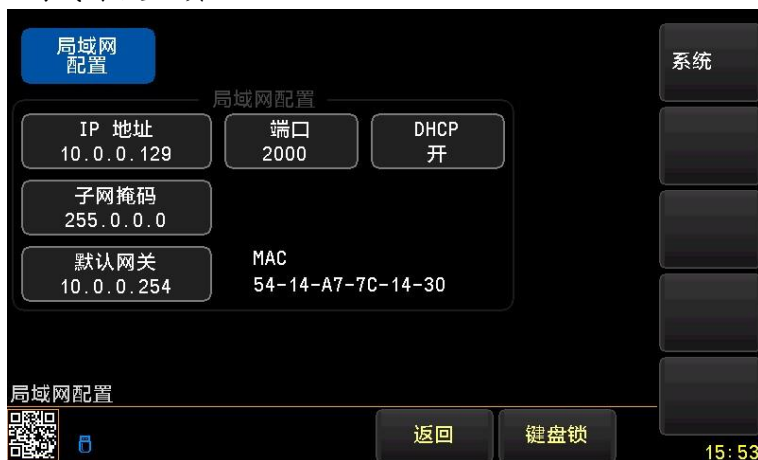 局域网
配置
系统
局域网配置
IP 地址
10.0.0.129
端口
2000
DHCP
开
子网掩码
255.0.0.0
默认网关
10.0.0.254
MAC
54-14-A7-7C-14-30
局域网配置
返回
键盘锁
15:53